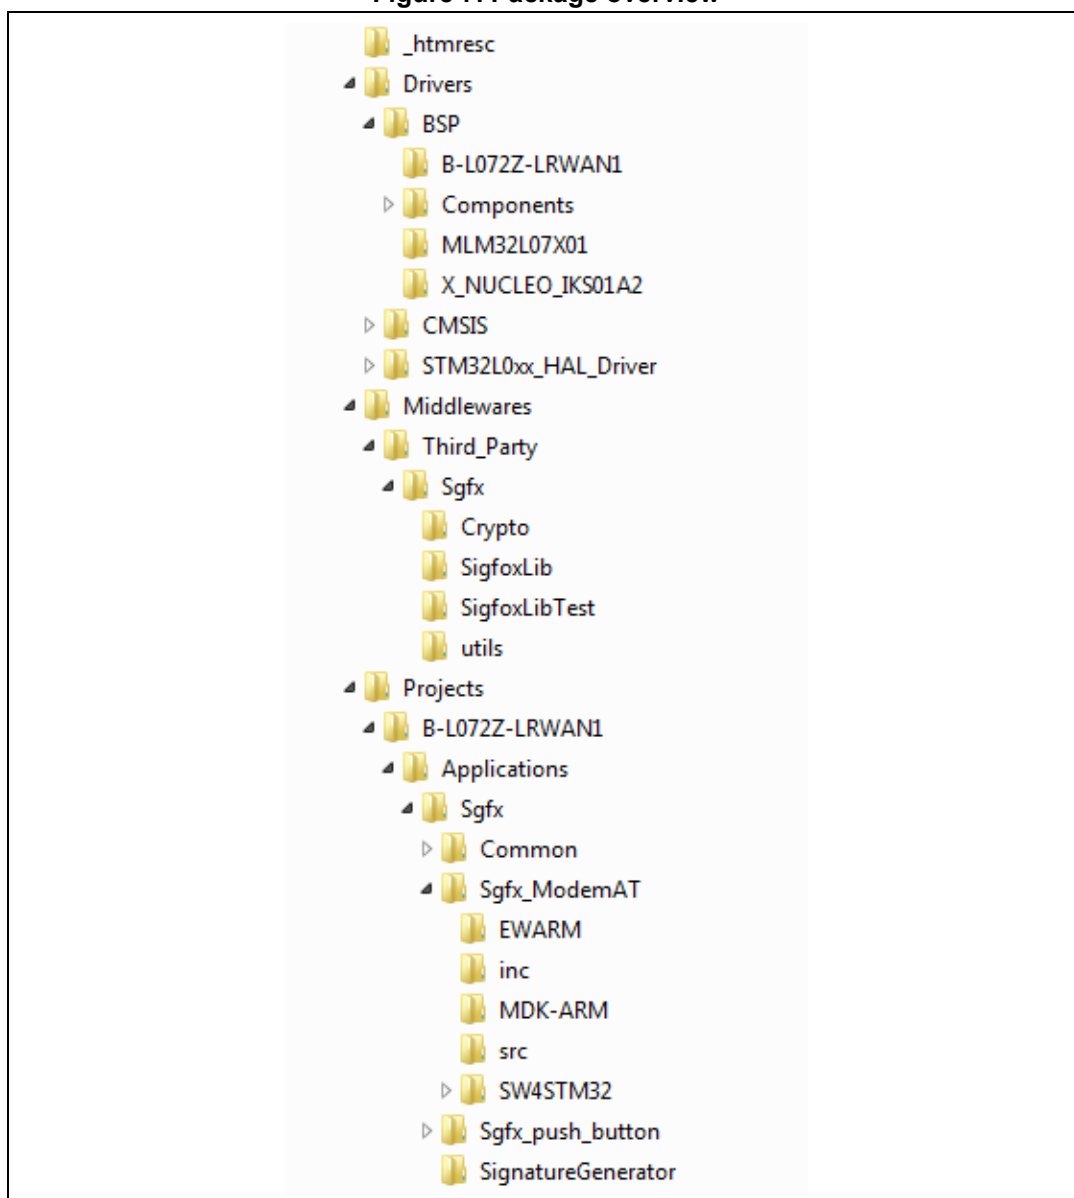 _htmresc
Drivers
BSP
B-L072Z-LRWAN1
Components
MLM32L07X01
X_NUCLEO_IKS01A2
CMSIS
STM32L0xx_HAL_Driver
Middlewares
Third_Party
Sgfx
Crypto
SigfoxLib
SigfoxLibTest
utils
Projects
B-L072Z-LRWAN1
Applications
Sgfx
Common
Sgfx_ModemAT
EWARM
inc
MDK-ARM
src
SW4STM32
Sgfx_push_button
SignatureGenerator